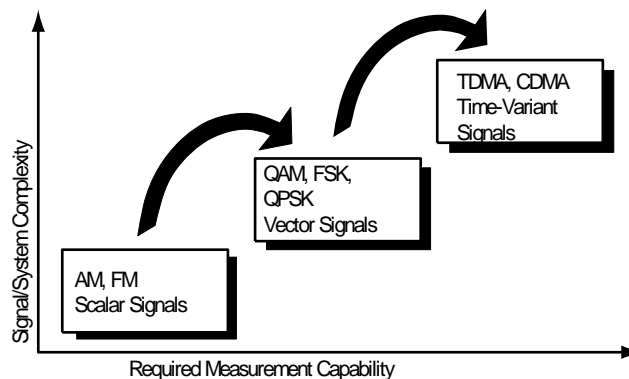 TDMA, CDMA
Time-Variant
Signals
QAM, FSK,
QPSK
Vector Signals
AM, FM
Scalar Signals
Signal/System Complexity
Required Measurement Capability